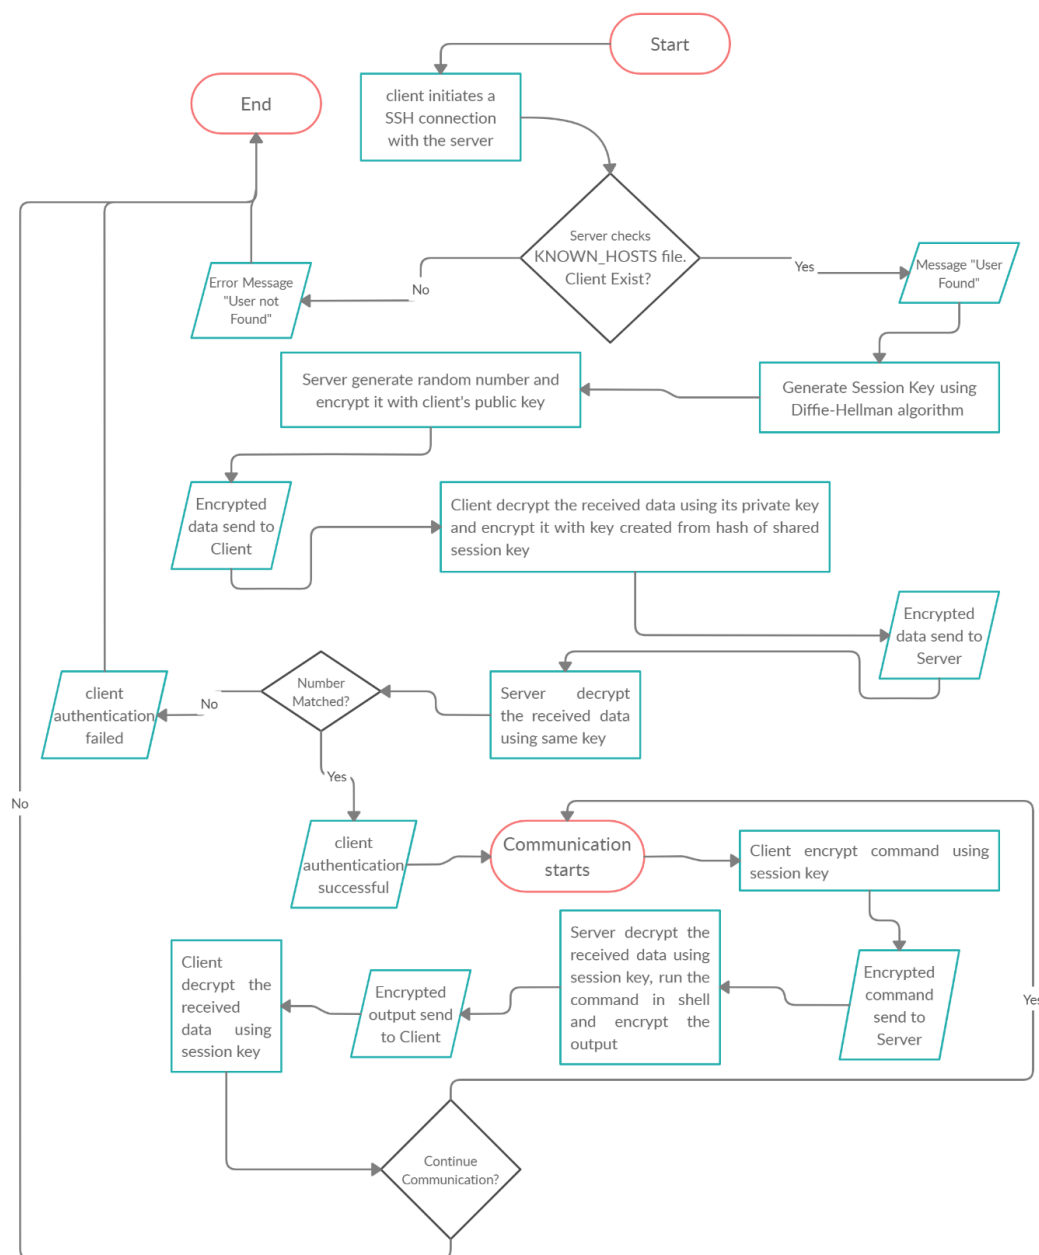 Start
client initiates a
SSH connection
with the server
End
Server checks
KNOWN_HOSTS file.
Client Exist?
Yes
No
Message "User
Found"
Error Message
"User not
Found"
Generate Session Key using
Diffie-Hellman algorithm
Server generate random number and
encrypt it with client's public key
Encrypted
data send to
Client
Client decrypt the received data using its private key
and encrypt it with key created from hash of shared
session key
Encrypted
data send to
Server
Server decrypt
the received data
using same key
Number
Matched?
No
client
authentication
failed
Yes
client
authentication
successful
Communication
starts
Client encrypt command using
session key
Encrypted
command
send to
Server
Server decrypt the
received data using
session key, run the
command in shell
and encrypt the
output
Encrypted
output send
to Client
Client
decrypt the
received
data using
session key
Continue
Communication?
Yes
No